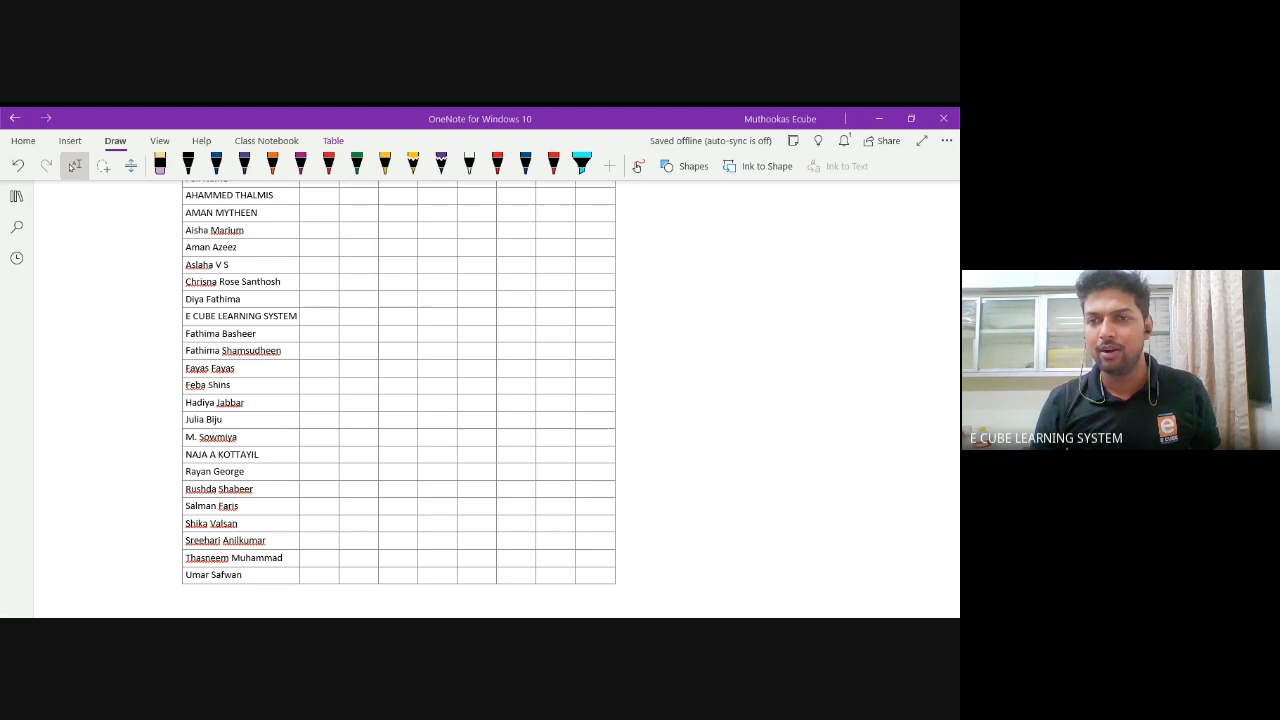 OneNote for Windows 10
Muthookas Ecube
Home Insert Draw View Help Class Notebook Table
Saved offline (auto-sync is off)
Share
Shapes
Ink to Shape
Ink to Text
AHAMMED THALMIS
AMAN MYTHEEN
Aisha Marium
Aman Azeez
Aslaha V S
Chrisna Rose Santhosh
Diya Fathima
E CUBE LEARNING SYSTEM
Fathima Basheer
Fathima Shamsudheen
Fayas Fayas
Feba Shins
Hadiya Jabbar
Julia Biju
M. Sowmiya
NAJA A KOTTAYIL
Rayan George
Rushda Shabeer
Salman Faris
Shika Valsan
Sreehari Anilkumar
Thasneem Muhammad
Umar Safwan
e
E CUBE
E CUBE LEARNING SYSTEM